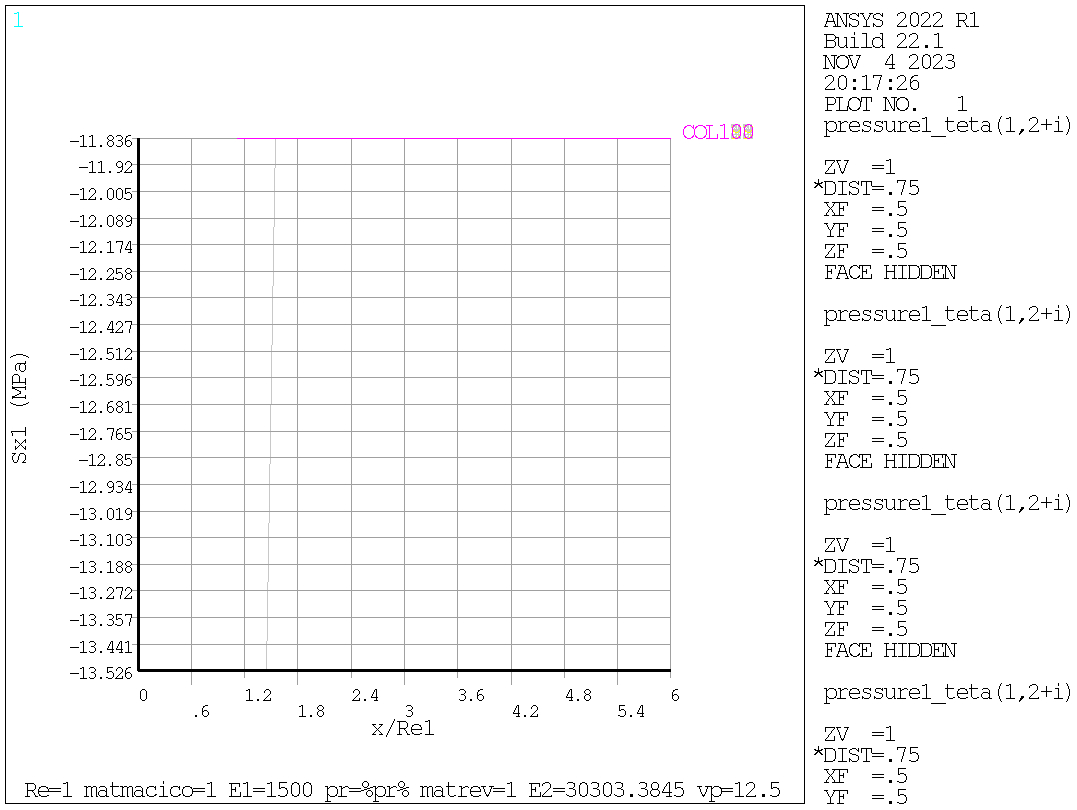 1
ANSYS 2022 R1
Build 22.1
NOV  4 2023
20:17:26
PLOT NO.   1
pressure1_teta(1,2+i)
ZV  =1
*DIST=.75
XF  =.5
YF  =.5
ZF  =.5
FACE HIDDEN
pressure1_teta(1,2+i)
ZV  =1
*DIST=.75
XF  =.5
YF  =.5
ZF  =.5
FACE HIDDEN
pressure1_teta(1,2+i)
ZV  =1
*DIST=.75
XF  =.5
YF  =.5
ZF  =.5
FACE HIDDEN
pressure1_teta(1,2+i)
ZV  =1
*DIST=.75
XF  =.5
YF  =.5
-11.836
-11.92
-12.005
-12.089
-12.174
-12.258
-12.343
-12.427
-12.512
-12.596
-12.681
-12.765
-12.85
-12.934
-13.019
-13.103
-13.188
-13.272
-13.357
-13.441
-13.526
Sx1 (MPa)
0
.6
1.2
1.8
2.4
3
3.6
4.2
4.8
5.4
6
x/Re1
Re=1 matmacico=1 E1=1500 pr=%pr% matrev=1 E2=30303.3845 vp=12.5